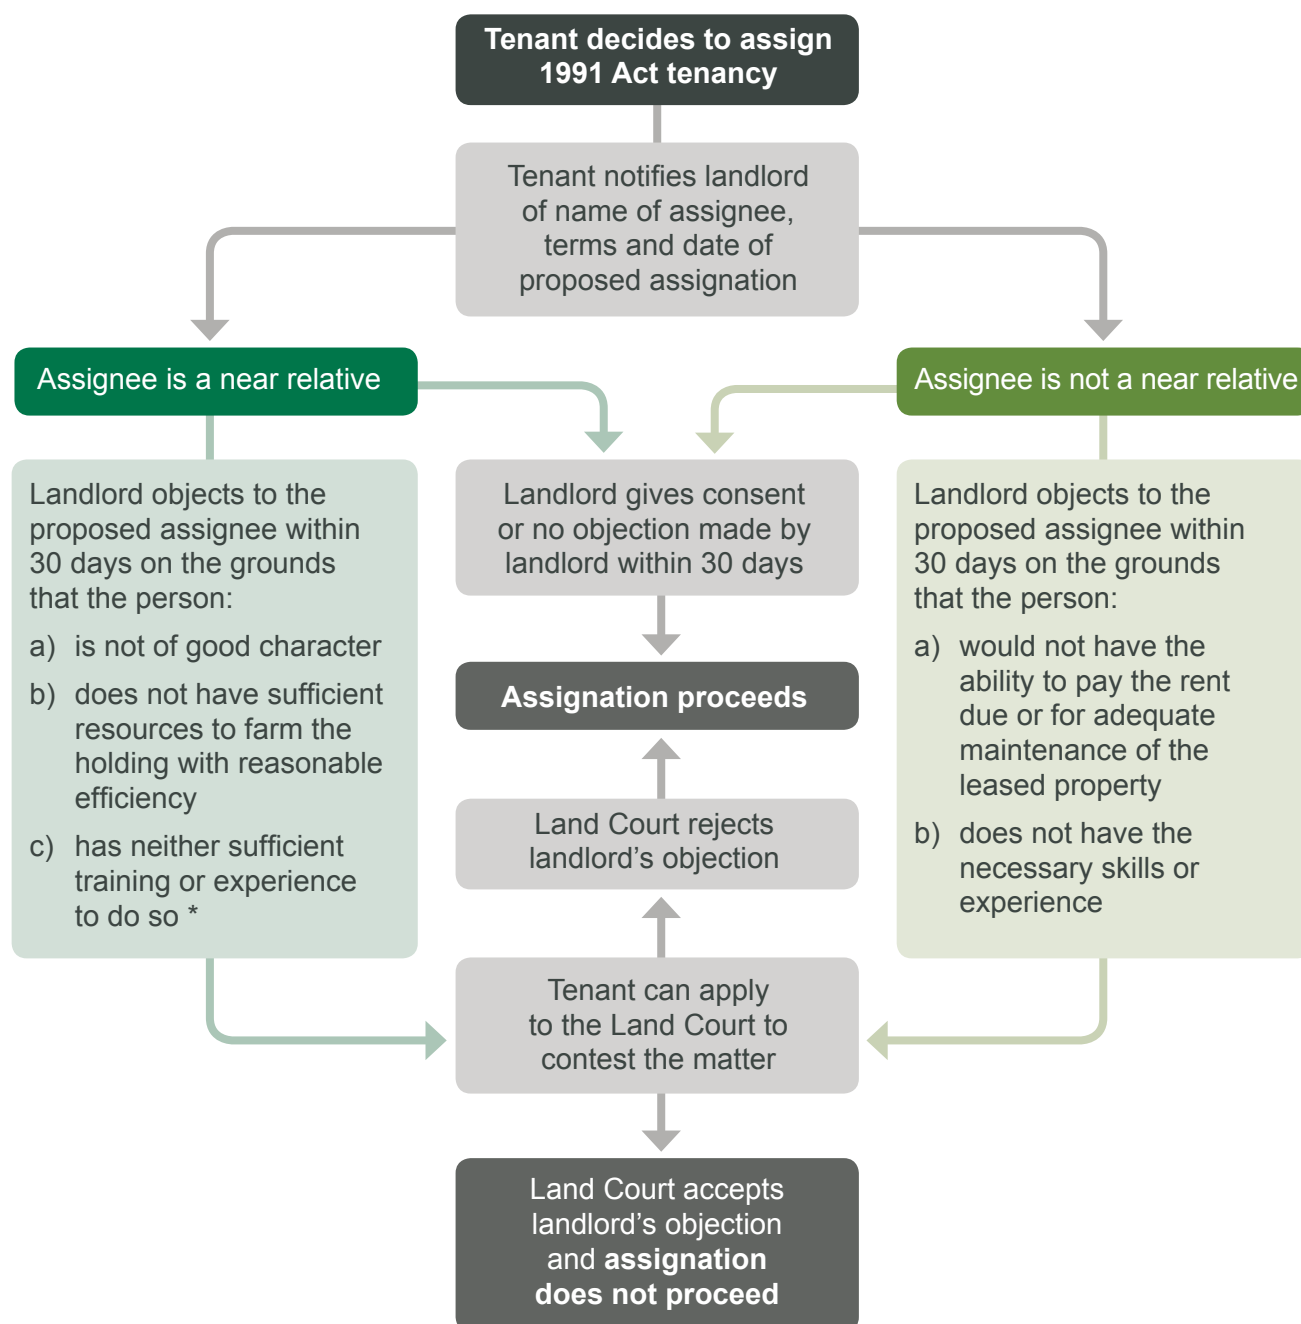 Tenant decides to assign
1991 Act tenancy
Tenant notifies landlord
of name of assignee,
terms and date of
proposed assignation
Assignee is a near relative
Assignee is not a near relative
Landlord objects to the
proposed assignee within
30 days on the grounds
that the person:
a) is not of good character
b) does not have sufficient
resources to farm the
holding with reasonable
efficiency
c) has neither sufficient
training or experience
to do so *
Landlord gives consent
or no objection made by
landlord within 30 days
Assignation proceeds
Land Court rejects
landlord’s objection
Landlord objects to the
proposed assignee within
30 days on the grounds
that the person:
a) would not have the
ability to pay the rent
due or for adequate
maintenance of the
leased property
b) does not have the
necessary skills or
experience
Tenant can apply
to the Land Court to
contest the matter
Land Court accepts
landlord’s objection
and assignation
does not proceed